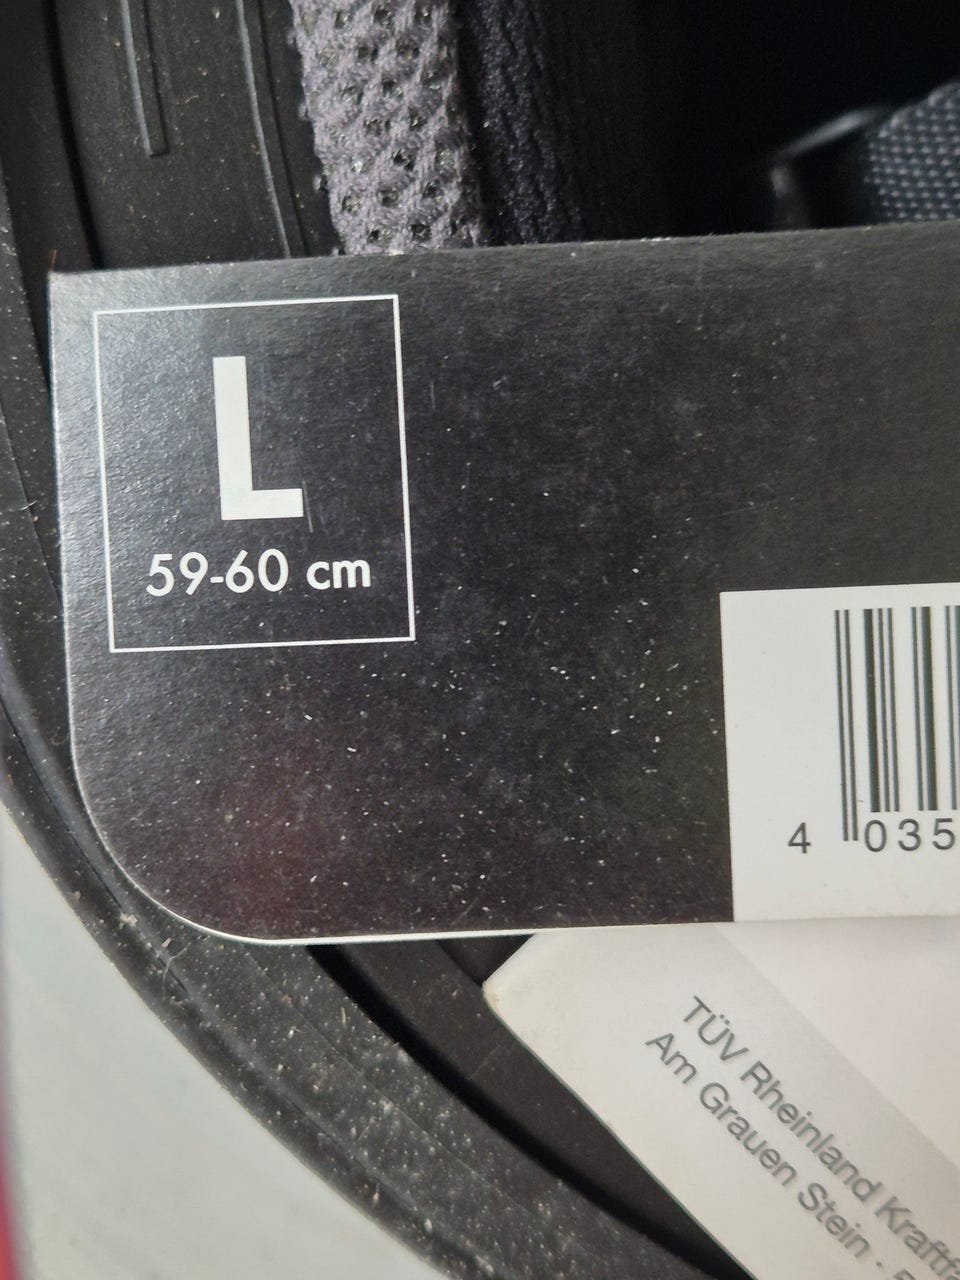 L
59-60 cm
4 035
TÜV Rheinland
Am Grauen Stein ·